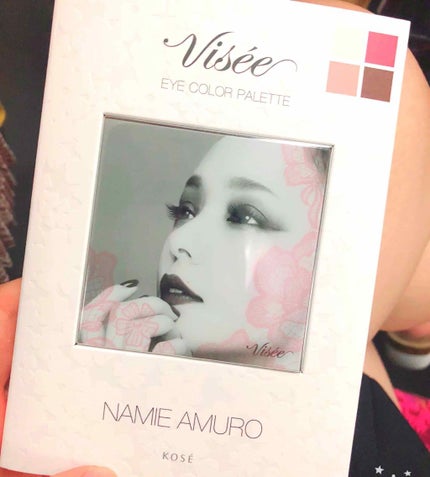 Visée
EYE COLOR PALETTE
Visée
NAMIE AMURO
KOSÉ